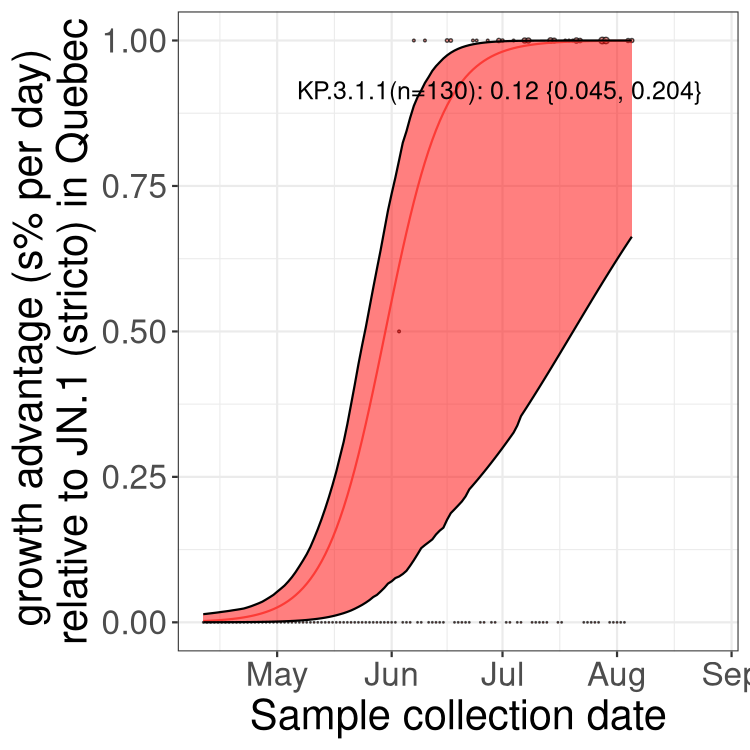 growth advantage (s% per day)
relative to JN.1 (stricto) in Quebec
1.00
0.75
0.50
0.25
0.00
KP.3.1.1(n=130): 0.12 {0.045, 0.204}
May Jun Jul Aug Sep
Sample collection date